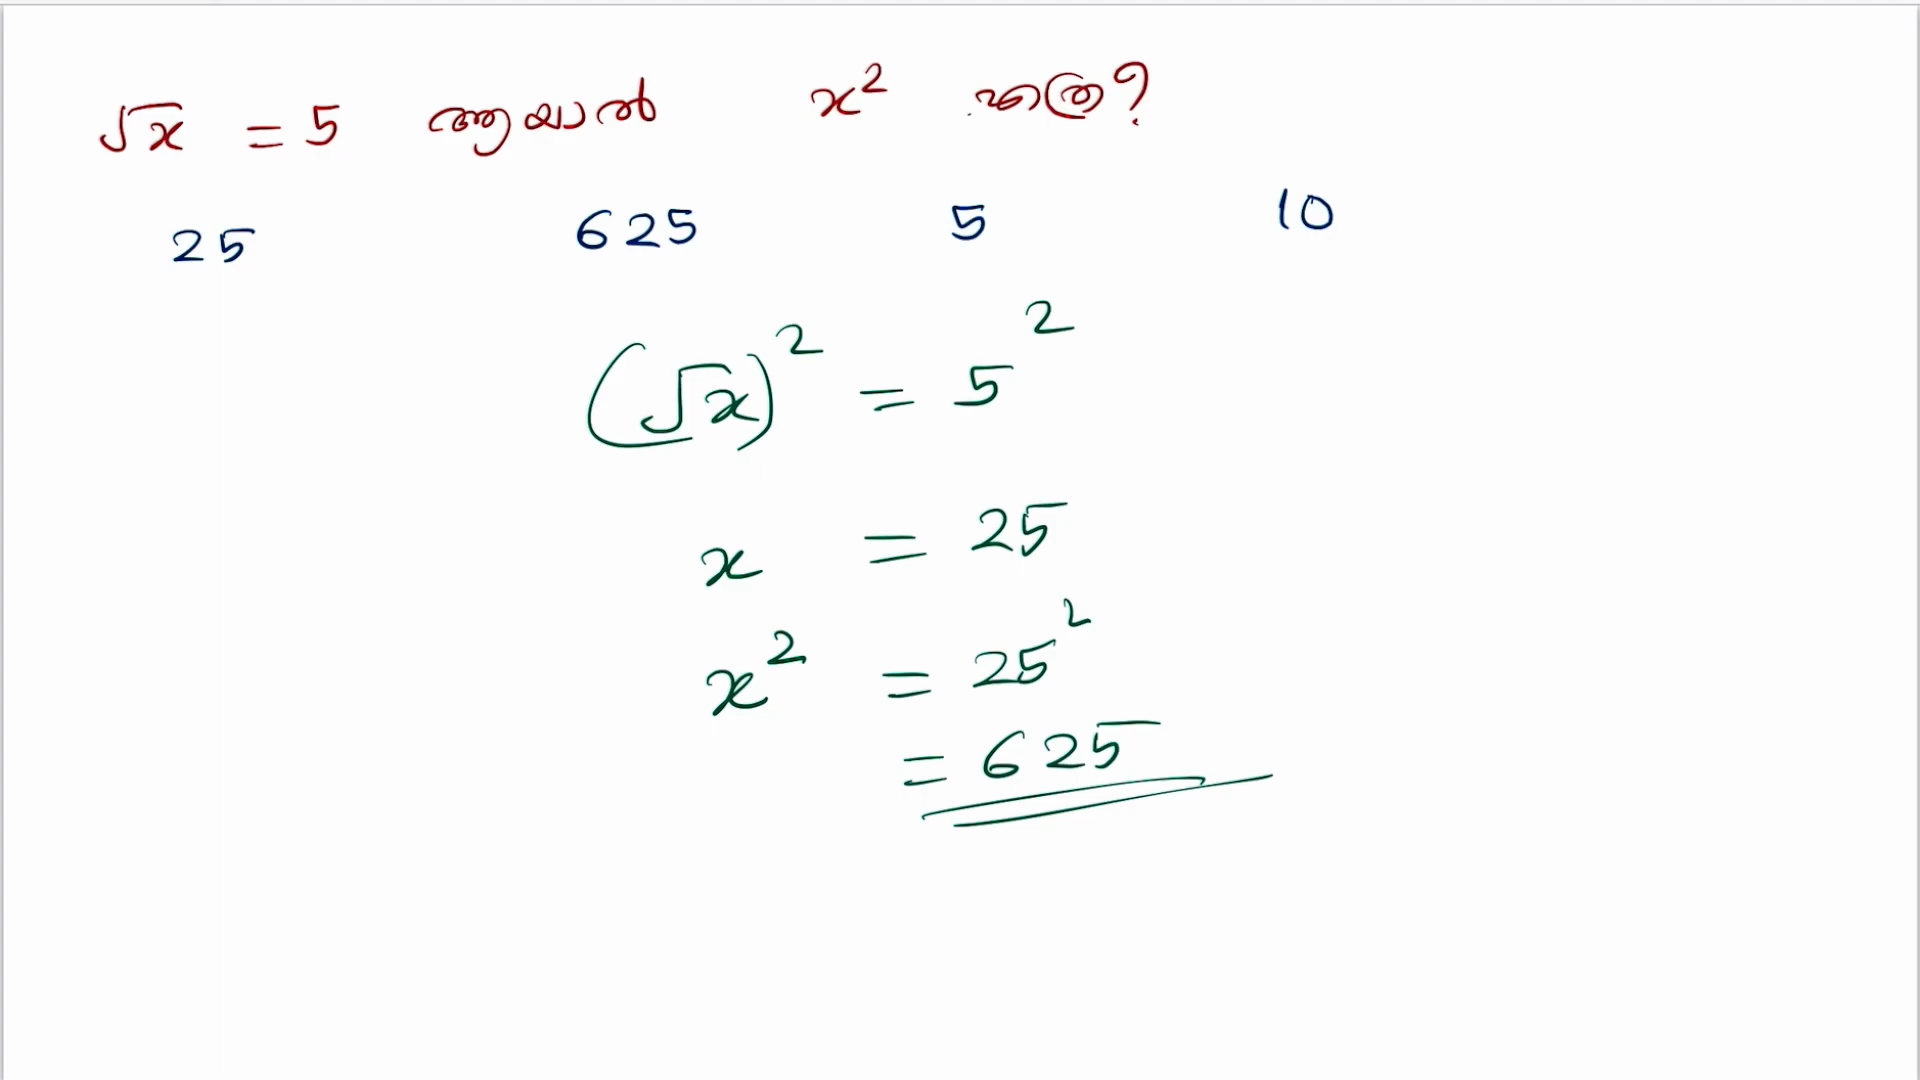 √x = 5 ആയാൽ x² എത്ര?
25 625 5 10
(√x)² = 5²
x = 25
x² = 25²
= 625